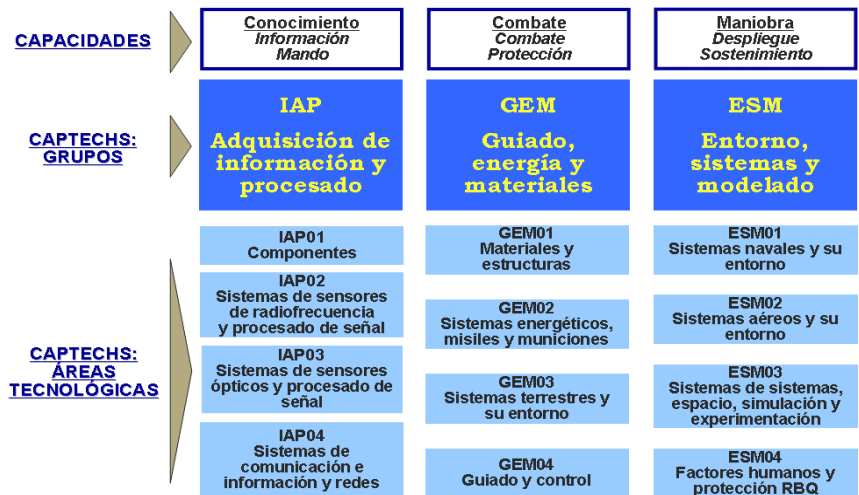 CAPACIDADES
Conocimiento
Información
Mando
Combate
Combate
Protección
Maniobra
Despliegue
Sostenimiento
CAPTECHS:
GRUPOS
IAP
Adquisición de
información y
procesado
GEM
Guiado,
energía y
materiales
ESM
Entorno,
sistemas y
modelado
CAPTECHS:
ÁREAS
TECNOLÓGICAS
IAP01
Componentes
IAP02
Sistemas de sensores
de radiofrecuencia
y procesado de señal
IAP03
Sistemas de sensores
ópticos y procesado de
señal
IAP04
Sistemas de
comunicación e
información y redes
GEM01
Materiales y
estructuras
GEM02
Sistemas energéticos,
misiles y municiones
GEM03
Sistemas terrestres y
su entorno
GEM04
Guiado y control
ESM01
Sistemas navales y su
entorno
ESM02
Sistemas aéreos y su
entorno
ESM03
Sistemas de sistemas,
espacio, simulación y
experimentación
ESM04
Factores humanos y
protección RBQ